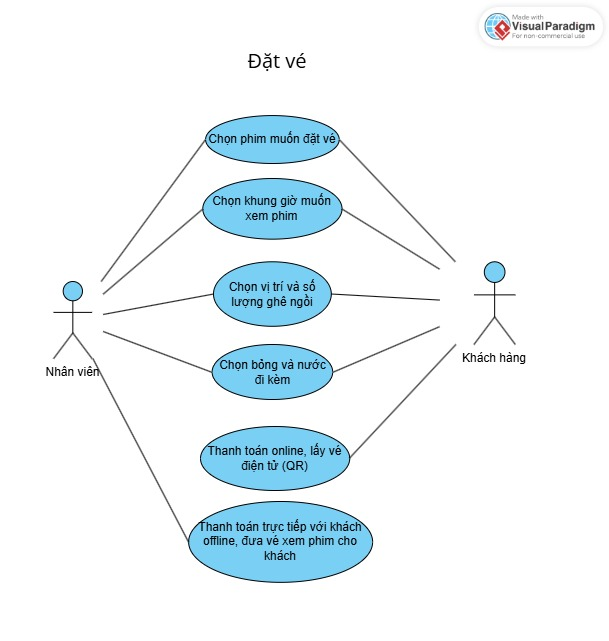 Made with
VisualParadigm
For non-commercial use
Đặt vé
Chọn phim muốn đặt vé
Chọn khung giờ muốn
xem phim
Chọn vị trí và số
lượng ghế ngồi
Khách hàng
Nhân viên
Chọn bỏng và nước
đi kèm
Thanh toán online, lấy vé
điện tử (QR)
Thanh toán trực tiếp với khách
offline, đưa vé xem phim cho
khách